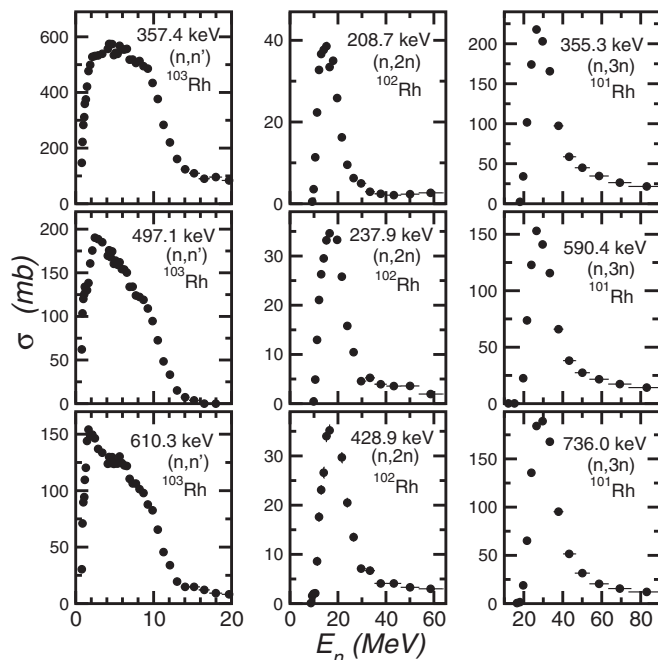 600
400
200
0
357.4 keV
(n,n')
103Rh
40
20
0
208.7 keV
(n,2n)
102Rh
200
150
100
50
0
355.3 keV
(n,3n)
101Rh
σ (mb)
200
150
100
50
0
497.1 keV
(n,n')
103Rh
30
15
0
237.9 keV
(n,2n)
102Rh
150
100
50
0
590.4 keV
(n,3n)
101Rh
150
100
50
0
610.3 keV
(n,n')
103Rh
30
15
0
428.9 keV
(n,2n)
102Rh
150
100
50
0
736.0 keV
(n,3n)
101Rh
0 10 20
0 20 40 60
20 40 60 80
En (MeV)